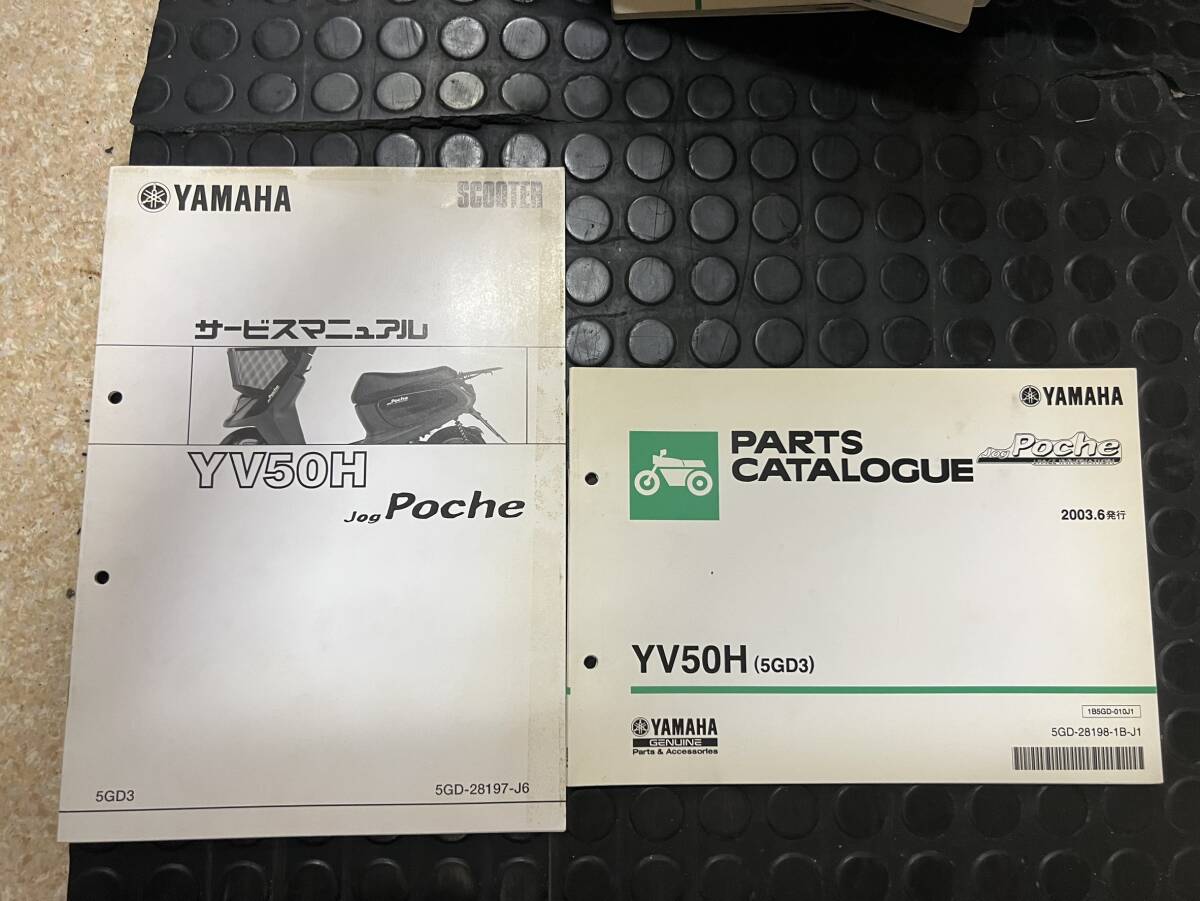 YAMAHA
SCOOTER
サービスマニュアル
Poche
YV50H
Jog Poche
5GD3
5GD-28197-J6
YAMAHA
PARTS
CATALOGUE
Jog Poche
2003.6発行
YV50H (5GD3)
1B5GD-010J1
YAMAHA
GENUINE
Parts & Accessories
5GD-28198-1B-J1